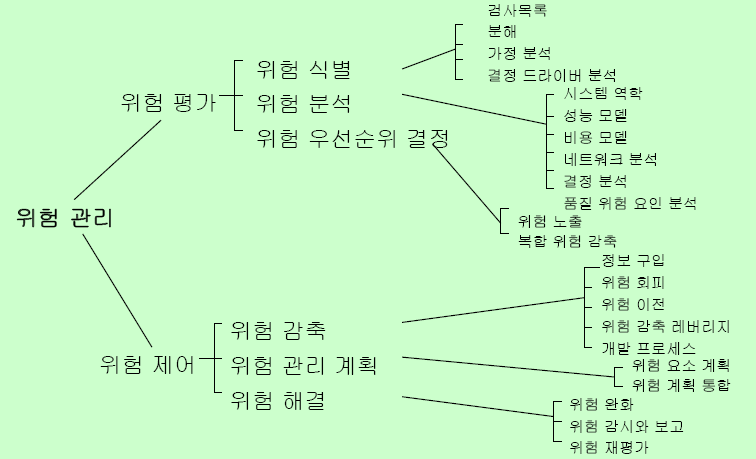 위험 관리
위험 평가
위험 식별
검사목록
분해
가정 분석
결정 드라이버 분석
위험 분석
시스템 역학
성능 모델
비용 모델
네트워크 분석
결정 분석
품질 위험 요인 분석
위험 우선순위 결정
위험 노출
복합 위험 감축
위험 제어
위험 감축
정보 구입
위험 회피
위험 이전
위험 감축 레버리지
개발 프로세스
위험 관리 계획
위험 요소 계획
위험 계획 통합
위험 해결
위험 완화
위험 감시와 보고
위험 재평가